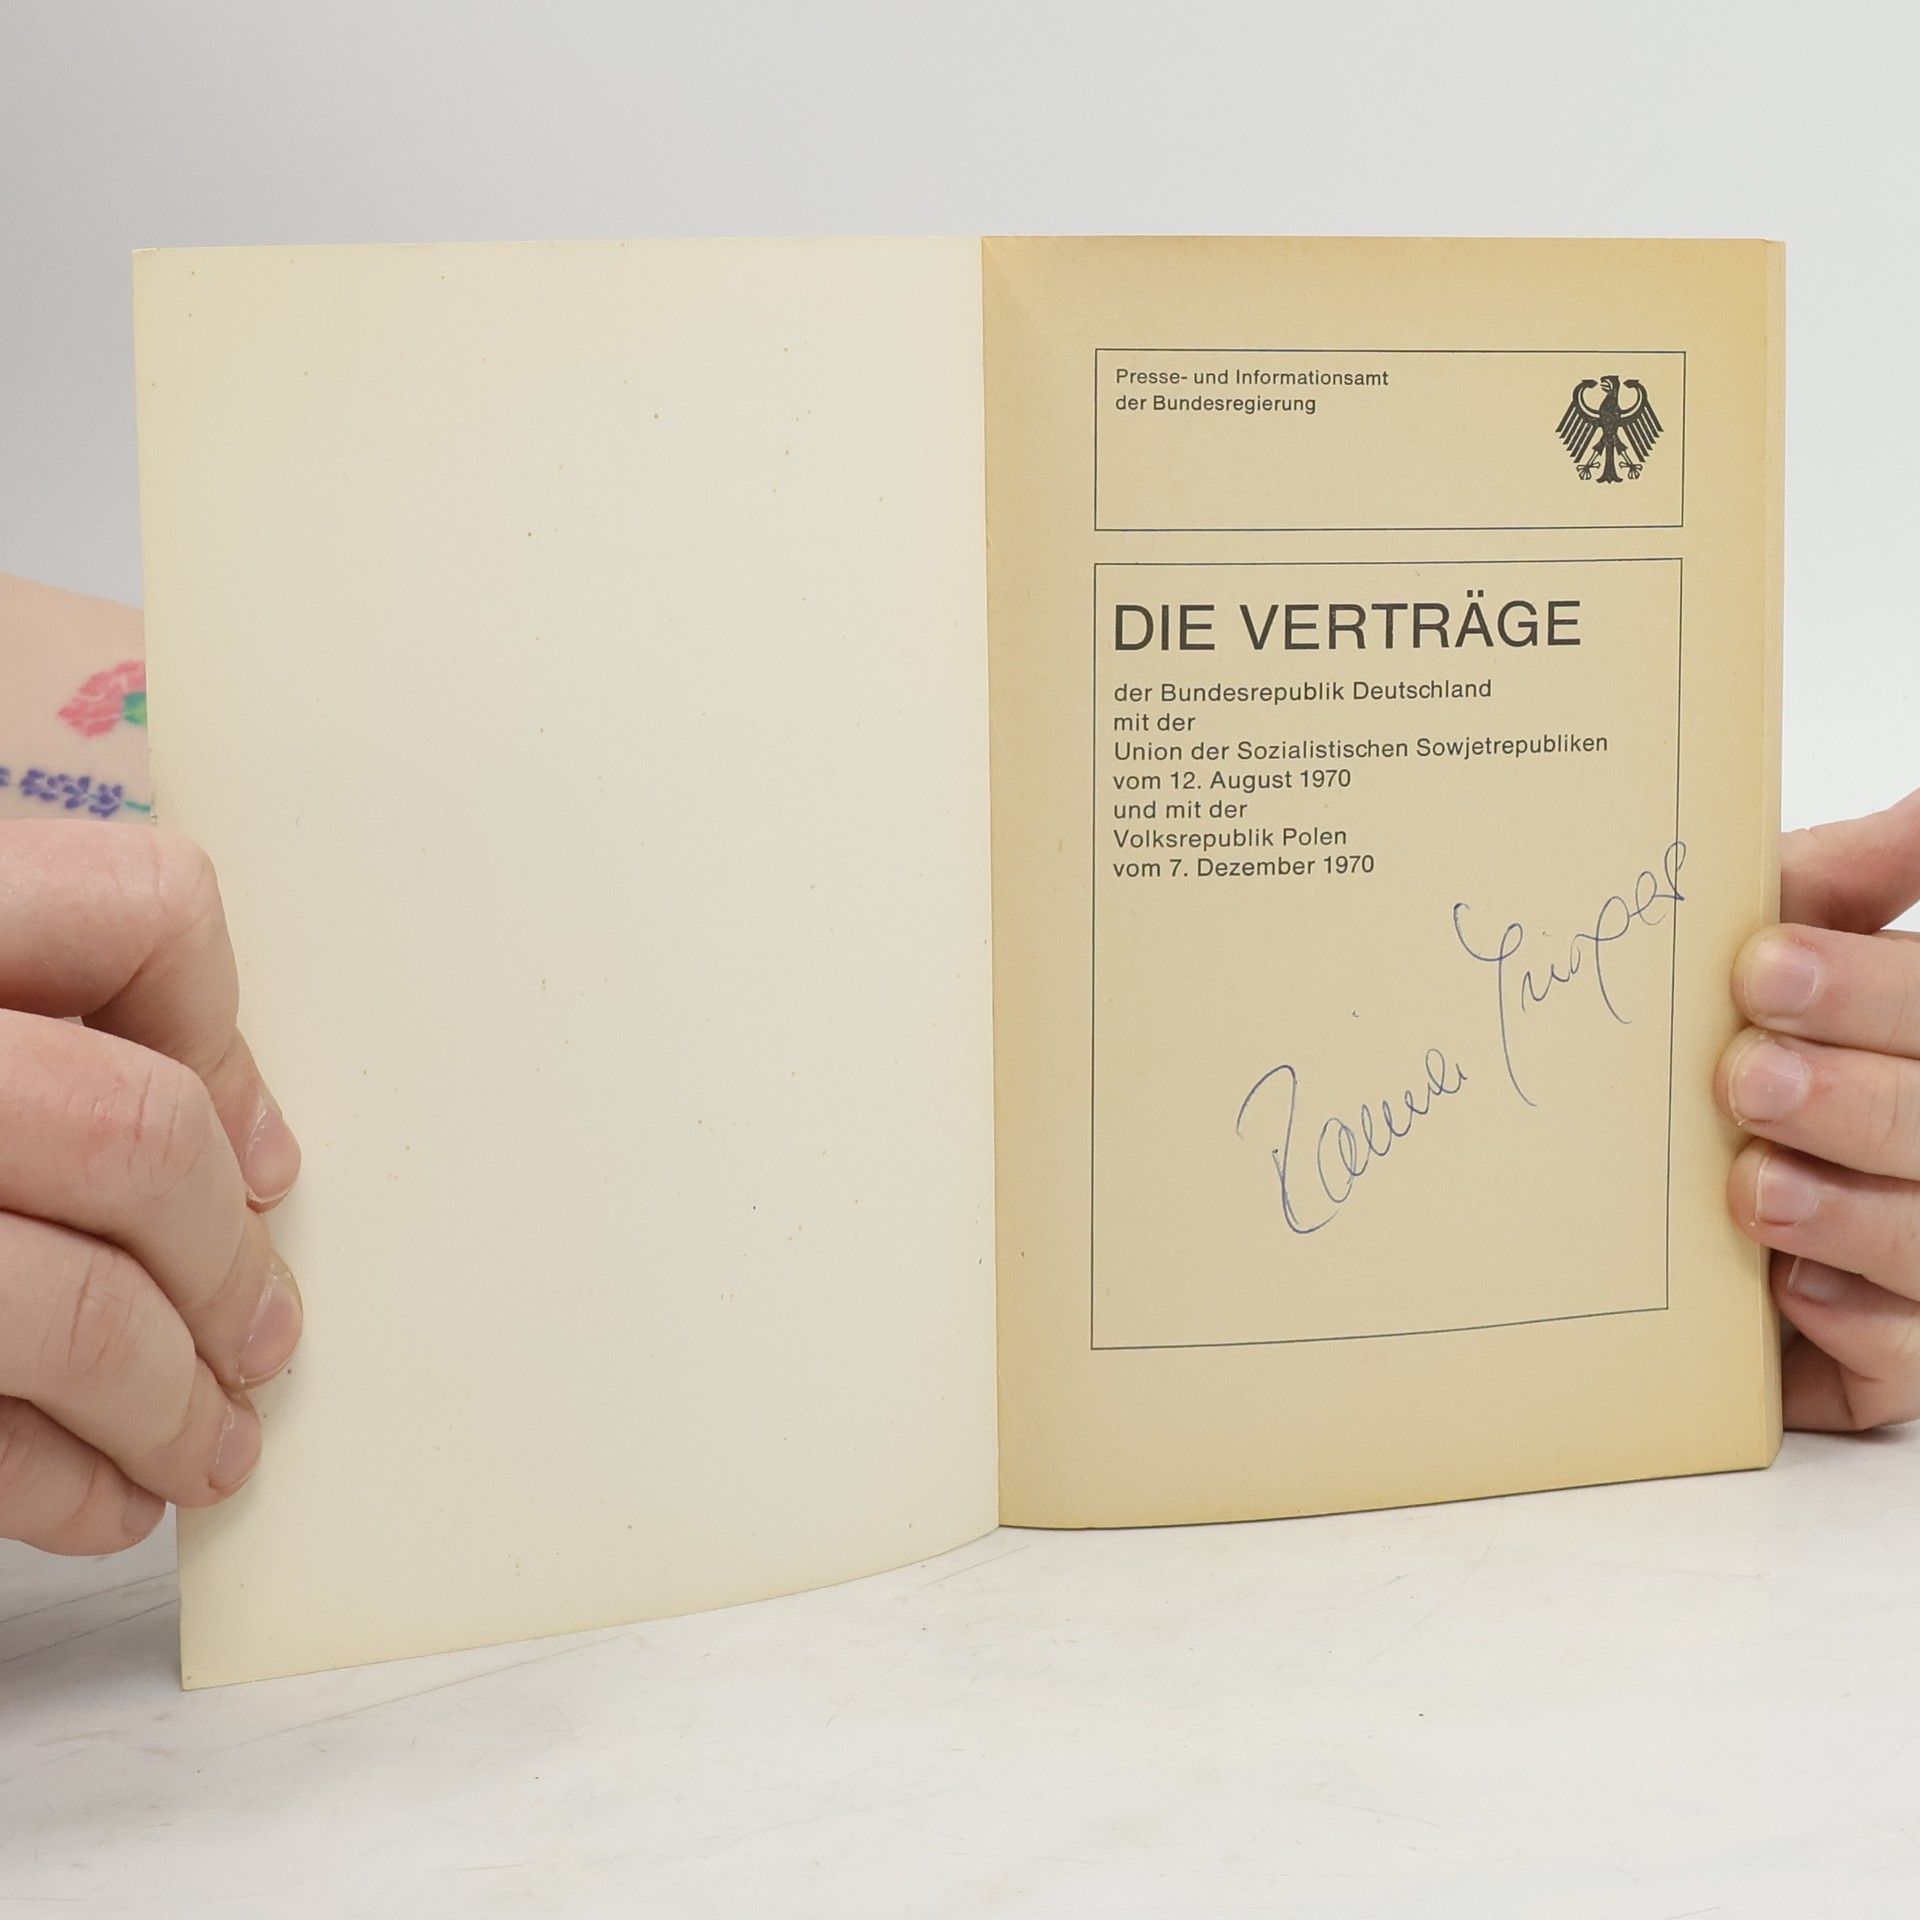 Presse- und Informationsamt
der Bundesregierung
DIE VERTRÄGE
der Bundesrepublik Deutschland
mit der
Union der Sozialistischen Sowjetrepubliken
vom 12. August 1970
und mit der
Volksrepublik Polen
vom 7. Dezember 1970